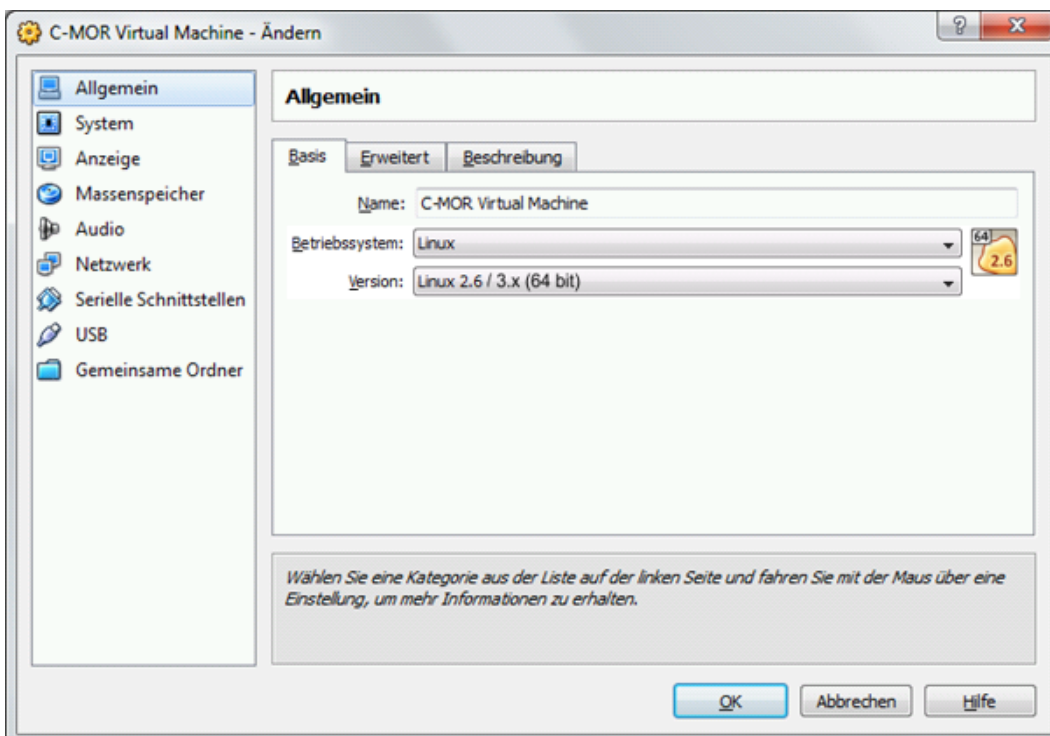 C-MOR Virtual Machine - Ändern
Allgemein
System
Anzeige
Massenspeicher
Audio
Netzwerk
Serielle Schnittstellen
USB
Gemeinsame Ordner
Allgemein
Basis Erweitert Beschreibung
Name: C-MOR Virtual Machine
Betriebssystem: Linux
Version: Linux 2.6 / 3.x (64 bit)
64
2.6
Wählen Sie eine Kategorie aus der Liste auf der linken Seite und fahren Sie mit der Maus über eine
Einstellung, um mehr Informationen zu erhalten.
OK Abbrechen Hilfe